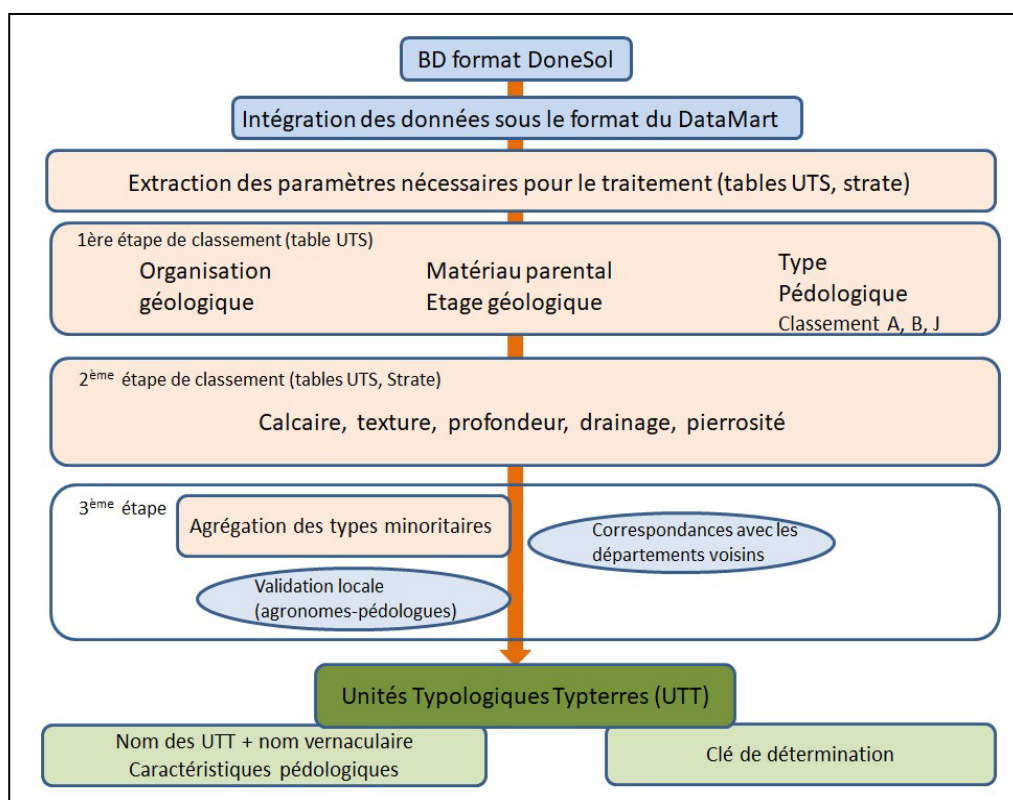 BD format DoneSol
Intégration des données sous le format du DataMart
Extraction des paramètres nécessaires pour le traitement (tables UTS, strate)
1ère étape de classement (table UTS)
Organisation
géologique
Matériau parental
Etage géologique
Type
Pédologique
Classement A, B, J
2ème étape de classement (tables UTS, Strate)
Calcaire, texture, profondeur, drainage, pierrosité
3ème étape
Agrégation des types minoritaires
Correspondances avec les
départements voisins
Validation locale
(agronomes-pédologues)
Unités Typologiques Typterres (UTT)
Nom des UTT + nom vernaculaire
Caractéristiques pédologiques
Clé de détermination